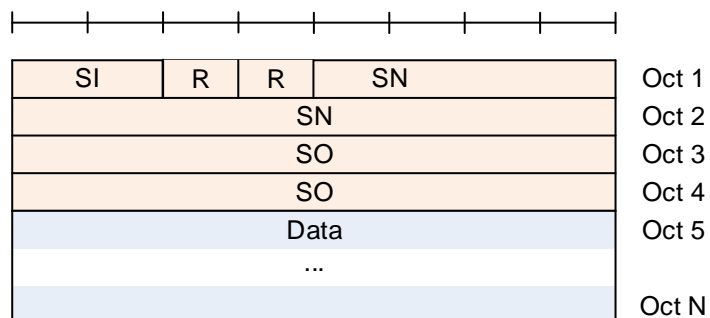 SI R R SN Oct 1
SN Oct 2
SO Oct 3
SO Oct 4
Data Oct 5
...
Oct N